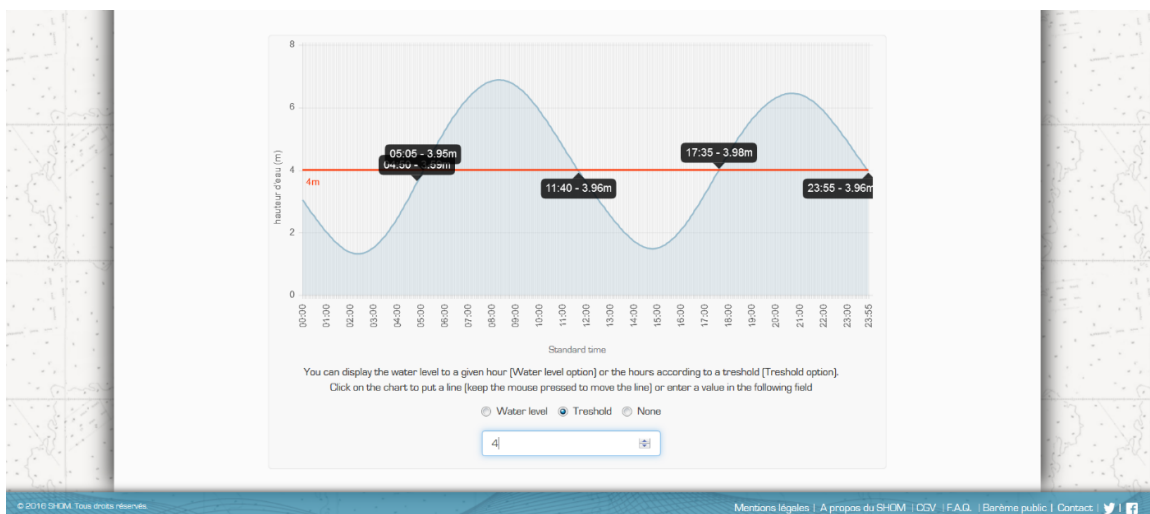 8
6
4
2
0
hauteur d'eau (m)
4m
05:05 - 3.95m
04:50 - 3.59m
11:40 - 3.96m
17:35 - 3.98m
23:55 - 3.96m
00:00
01:00
02:00
03:00
04:00
05:00
06:00
07:00
08:00
09:00
10:00
11:00
12:00
13:00
14:00
15:00
16:00
17:00
18:00
19:00
20:00
21:00
22:00
23:00
23:55
Standard time
You can display the water level to a given hour (Water level option) or the hours according to a treshold (Treshold option).
Click on the chart to put a line (keep the mouse pressed to move the line) or enter a value in the following field
Water level Treshold None
4
© 2016 SHOM. Tous droits réservés.
Mentions légales | A propos du SHOM | CGV | F.A.Q. | Barème public | Contact |